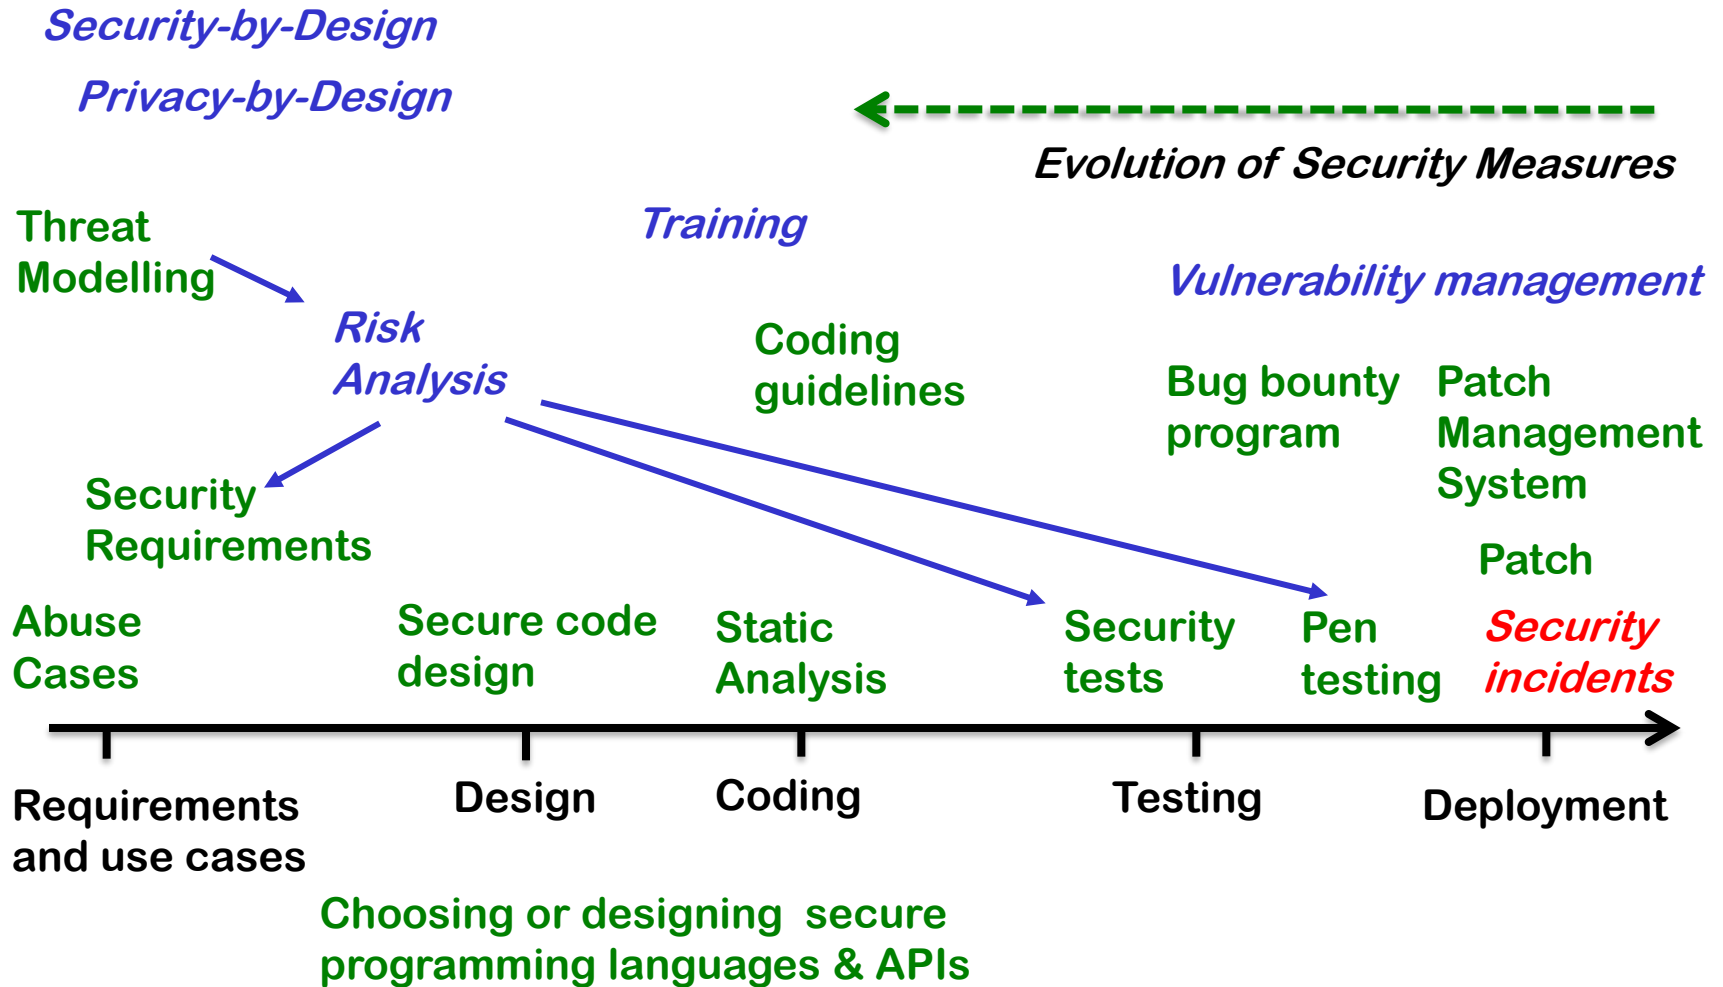 Security-by-Design
Privacy-by-Design
Evolution of Security Measures
Threat
Modelling
Training
Vulnerability management
Risk
Analysis
Coding
guidelines
Bug bounty
program
Patch
Management
System
Security
Requirements
Patch
Abuse
Cases
Secure code
design
Static
Analysis
Security
tests
Pen
testing
Security
incidents
Requirements
and use cases
Design
Coding
Testing
Deployment
Choosing or designing secure
programming languages & APIs